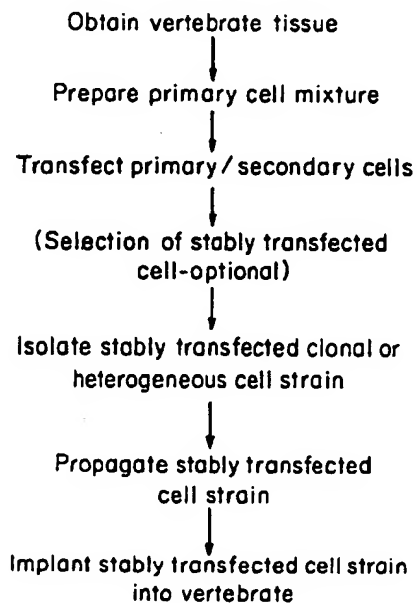 Obtain vertebrate tissue
Prepare primary cell mixture
Transfect primary/secondary cells
(Selection of stably transfected
cell-optional)
Isolate stably transfected clonal or
heterogeneous cell strain
Propagate stably transfected
cell strain
Implant stably transfected cell strain
into vertebrate